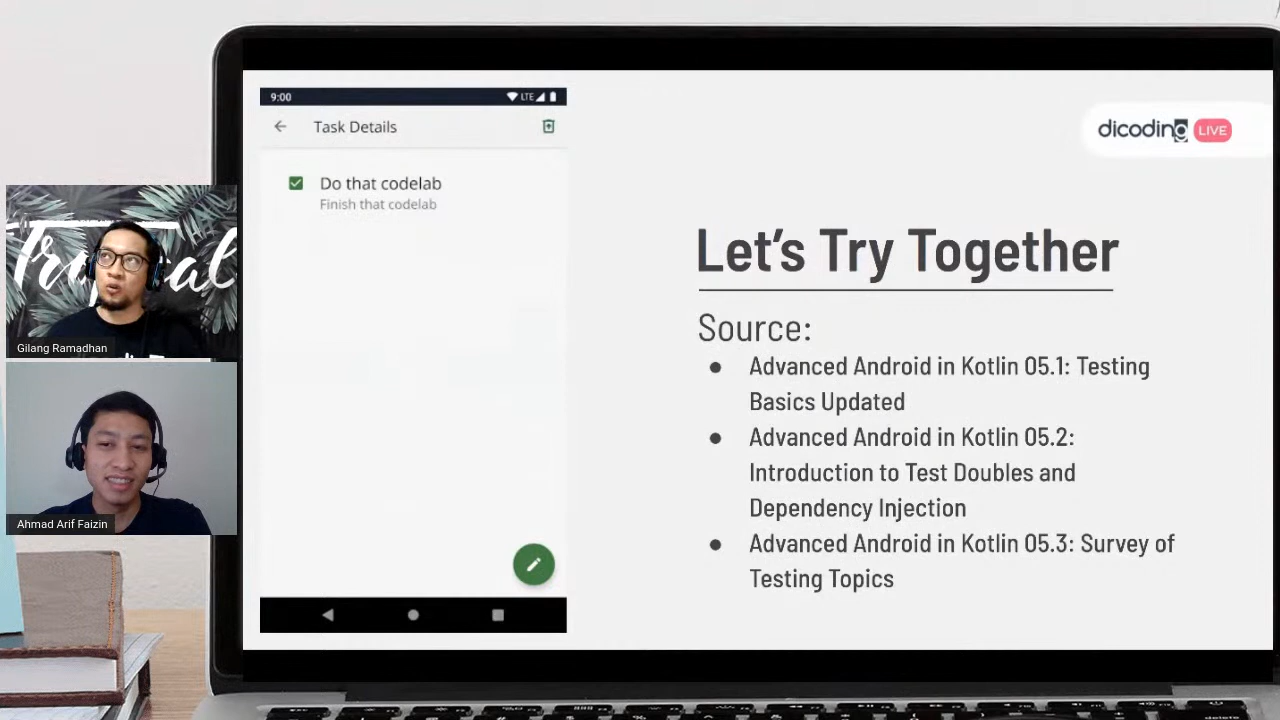 9:00
LTE
Task Details
Do that codelab
Finish that codelab
dicoding LIVE
Let's Try Together
Source:
Advanced Android in Kotlin 05.1: Testing
Basics Updated
Advanced Android in Kotlin 05.2:
Introduction to Test Doubles and
Dependency Injection
Advanced Android in Kotlin 05.3: Survey of
Testing Topics
Tropical
Gilang Ramadhan
Ahmad Arif Faizin
delete